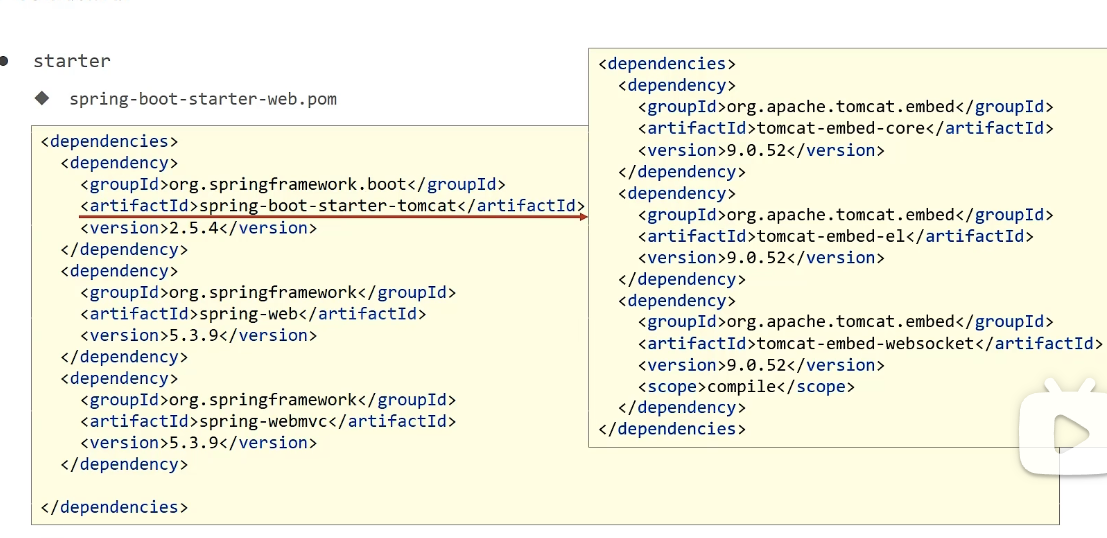 starter
spring-boot-starter-web.pom
<dependencies>
<dependency>
<groupId>org.springframework.boot</groupId>
<artifactId>spring-boot-starter-tomcat</artifactId>
<version>2.5.4</version>
</dependency>
<dependency>
<groupId>org.springframework</groupId>
<artifactId>spring-web</artifactId>
<version>5.3.9</version>
</dependency>
<dependency>
<groupId>org.springframework</groupId>
<artifactId>spring-webmvc</artifactId>
<version>5.3.9</version>
</dependency>
</dependencies>
<dependencies>
<dependency>
<groupId>org.apache.tomcat.embed</groupId>
<artifactId>tomcat-embed-core</artifactId>
<version>9.0.52</version>
</dependency>
<dependency>
<groupId>org.apache.tomcat.embed</groupId>
<artifactId>tomcat-embed-el</artifactId>
<version>9.0.52</version>
</dependency>
<dependency>
<groupId>org.apache.tomcat.embed</groupId>
<artifactId>tomcat-embed-websocket</artifactId>
<version>9.0.52</version>
<scope>compile</scope>
</dependency>
</dependencies>